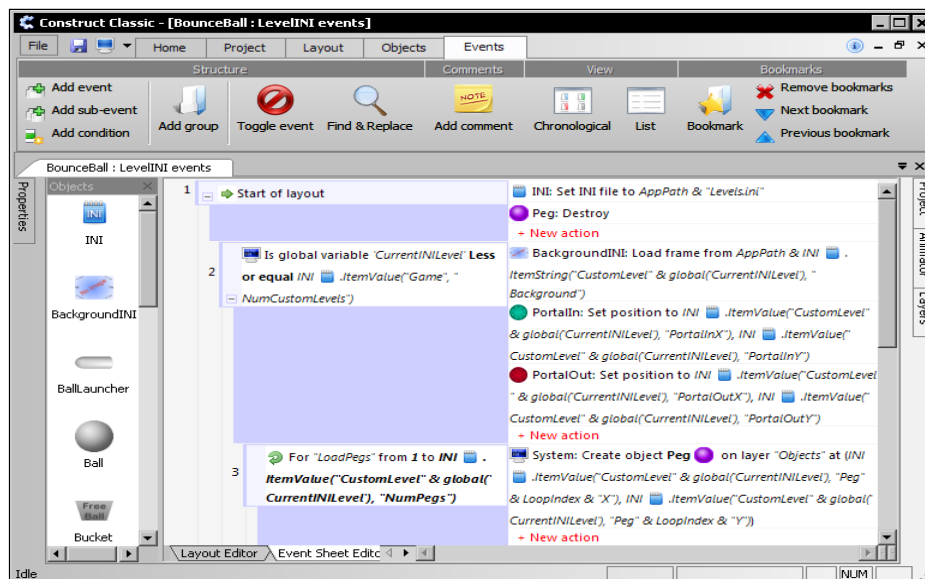 Construct Classic - [BounceBall : LevelINI events]
File Home Project Layout Objects Events
Structure Comments View Bookmarks
Add event
Add sub-event
Add condition
Add group Toggle event Find & Replace Add comment Chronological List Bookmark
NOTE
Remove bookmarks
Next bookmark
Previous bookmark
BounceBall : LevelINI events
Properties
Objects
INI
INI
BackgroundINI
BallLauncher
Ball
Free
Ball
Bucket
1 Start of layout
INI: Set INI file to AppPath & "Levels.ini"
Peg: Destroy
+ New action
2 Is global variable 'CurrentINILevel' Less
or equal INI .ItemValue("Game", "
NumCustomLevels")
BackgroundINI: Load frame from AppPath & INI .
ItemString("CustomLevel" & global('CurrentINILevel'), "
Background")
PortalIn: Set position to INI .ItemValue("CustomLevel"
& global('CurrentINILevel'), "PortalInX"), INI .ItemValue("
CustomLevel" & global('CurrentINILevel'), "PortalInY")
PortalOut: Set position to INI .ItemValue("CustomLevel
" & global('CurrentINILevel'), "PortalOutX"), INI .ItemValue("
CustomLevel" & global('CurrentINILevel'), "PortalOutY")
+ New action
3 For "LoadPegs" from 1 to INI .
ItemValue("CustomLevel" & global('
CurrentINILevel'), "NumPegs")
System: Create object Peg on layer "Objects" at (INI
.ItemValue("CustomLevel" & global('CurrentINILevel'), "Peg"
& LoopIndex & "X"), INI .ItemValue("CustomLevel" & global('
CurrentINILevel'), "Peg" & LoopIndex & "Y"))
+ New action
Project
Animator
Layers
Layout Editor Event Sheet Editc
Idle NUM